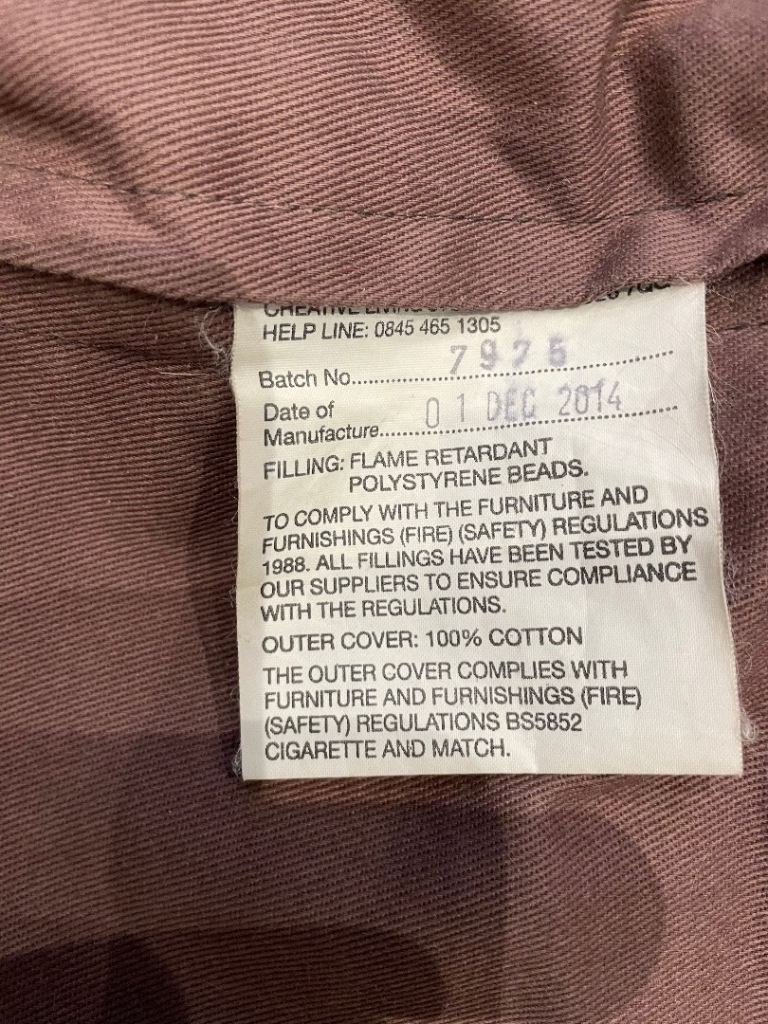 CREATIVE LIVING
HELP LINE: 0845 465 1305
Batch No. 7925
Date of
Manufacture 01 DEC 2014
FILLING: FLAME RETARDANT
POLYSTYRENE BEADS.
TO COMPLY WITH THE FURNITURE AND
FURNISHINGS (FIRE) (SAFETY) REGULATIONS
1988. ALL FILLINGS HAVE BEEN TESTED BY
OUR SUPPLIERS TO ENSURE COMPLIANCE
WITH THE REGULATIONS.
OUTER COVER: 100% COTTON
THE OUTER COVER COMPLIES WITH
FURNITURE AND FURNISHINGS (FIRE)
(SAFETY) REGULATIONS BS5852
CIGARETTE AND MATCH.